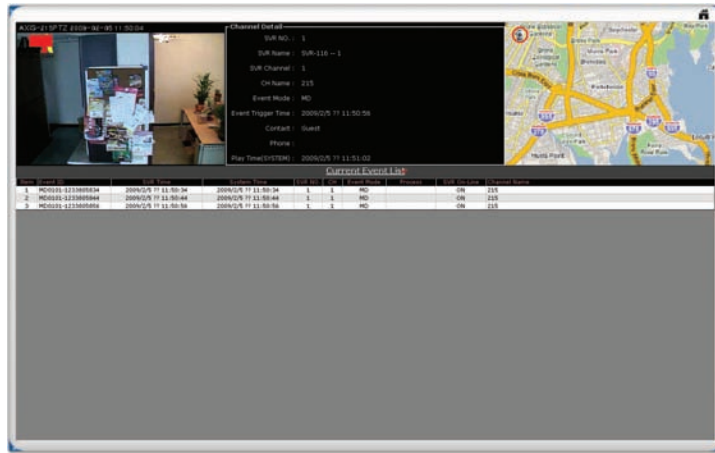 AXIS-215PTZ 2009-02-05 11:50:04
Channel Detail
SVR NO. : 1
SVR Name : SVR-116 -- 1
SVR Channel : 1
CH Name : 215
Event Mode : MD
Event Trigger Time : 2009/2/5 ?? 11:50:56
Contact : Guest
Phone :
Play Time(SYSTEM) : 2009/2/5 ?? 11:51:02
Hunts Point
Current Event List
Item Event ID SVR Time System Time SVR NO. CH Event Mode Process SVR On-Line Channel Name
1 MD0101-1233805834 2009/2/5 ?? 11:50:34 2009/2/5 ?? 11:50:34 1 1 MD ON 215
2 MD0101-1233805844 2009/2/5 ?? 11:50:44 2009/2/5 ?? 11:50:44 1 1 MD ON 215
3 MD0101-1233805856 2009/2/5 ?? 11:50:56 2009/2/5 ?? 11:50:56 1 1 MD ON 215